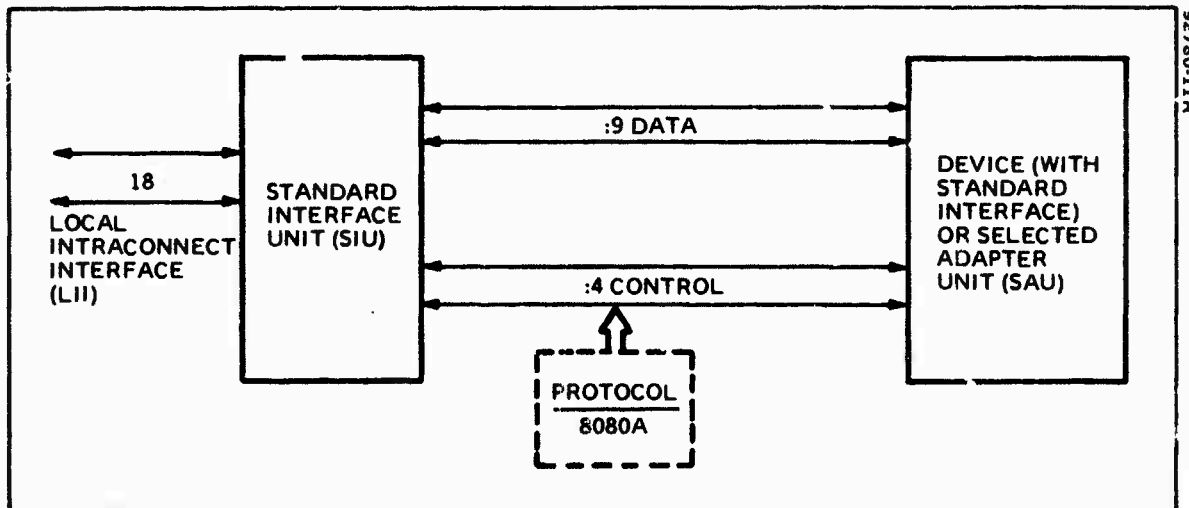 :9 DATA
18
LOCAL
INTRACONNECT
INTERFACE
(LII)
STANDARD
INTERFACE
UNIT (SIU)
DEVICE (WITH
STANDARD
INTERFACE)
OR SELECTED
ADAPTER
UNIT (SAU)
:4 CONTROL
PROTOCOL
8080A